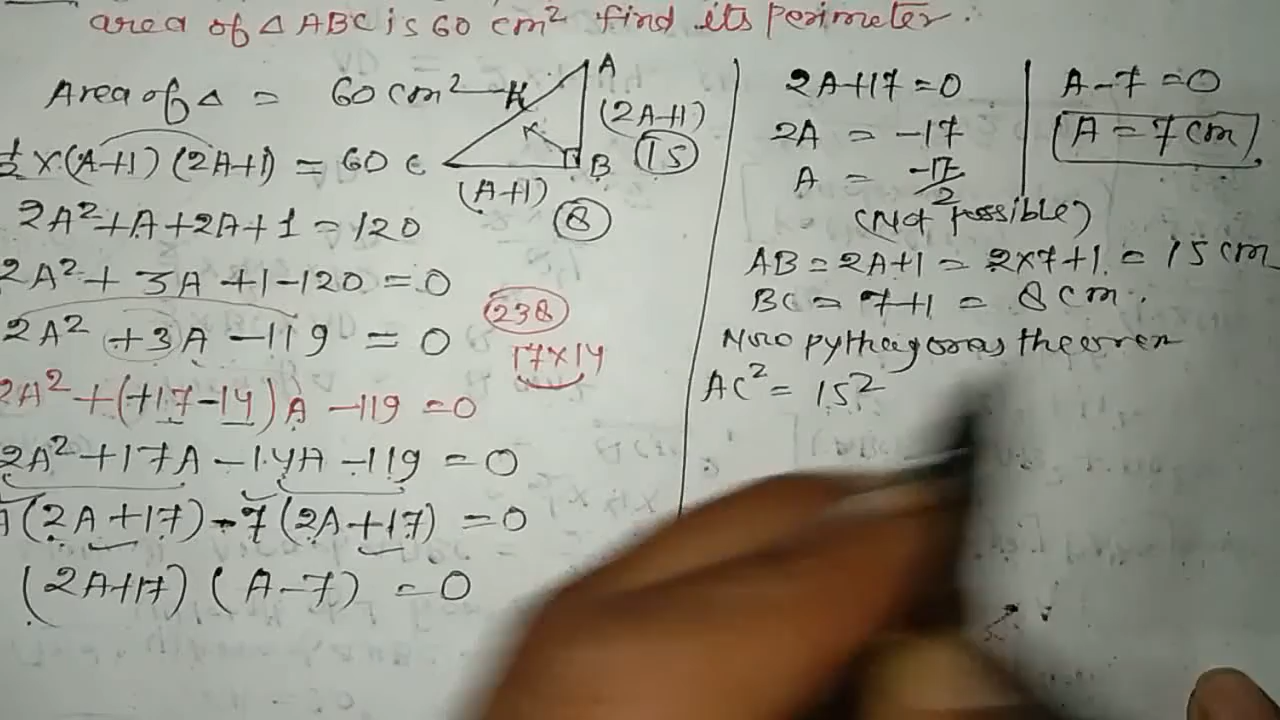 area of △ ABC is 60 cm² find its perimeter.
Area of △ = 60 cm²
A
(2A+1)
15
B
(A+1)
8
½ × (A+1) (2A+1) = 60
2A² + A + 2A + 1 = 120
2A² + 3A + 1 - 120 = 0
2A² + 3A - 119 = 0
238
17×14
2A² + (+17-14) A - 119 = 0
2A² + 17A - 14A - 119 = 0
(2A+17) - 7 (2A+17) = 0
(2A+17) (A-7) = 0
2A+17 = 0
2A = -17
A = -17/2
(Not possible)
A-7 = 0
A = 7 cm
AB = 2A+1 = 2×7+1 = 15 cm
BC = 7+1 = 8 cm.
Now pythagoras theorem
AC² = 15²